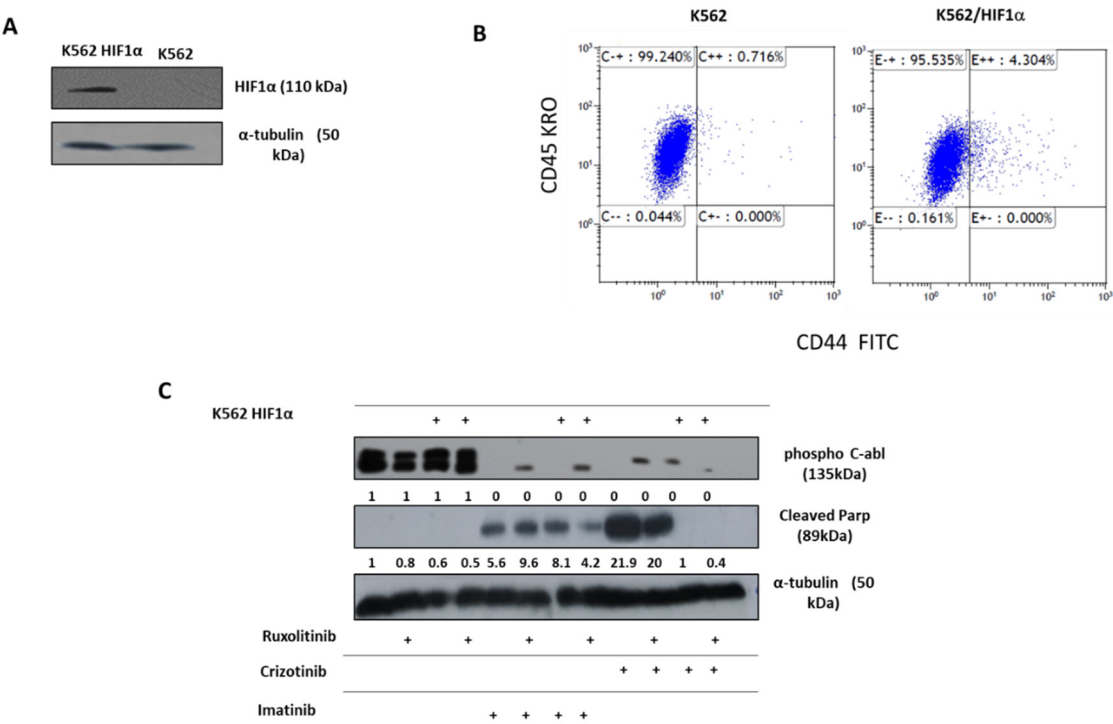 A
K562 HIF1α K562
HIF1α (110 kDa)
α-tubulin (50
kDa)
B
K562
K562/HIF1α
CD45 KRO
10³
10²
10¹
10⁰
C-+ : 99.240%
C++ : 0.716%
C-- : 0.044%
C+- : 0.000%
10⁰ 10¹ 10² 10³
10³
10²
10¹
10⁰
E-+ : 95.535%
E++ : 4.304%
E-- : 0.161%
E+- : 0.000%
10⁰ 10¹ 10² 10³
CD44 FITC
C
K562 HIF1α + + + + + +
phospho C-abl
(135kDa)
1 1 1 1 0 0 0 0 0 0 0 0
Cleaved Parp
(89kDa)
1 0.8 0.6 0.5 5.6 9.6 8.1 4.2 21.9 20 1 0.4
α-tubulin (50
kDa)
Ruxolitinib + + + + + +
Crizotinib + + + +
Imatinib + + + +